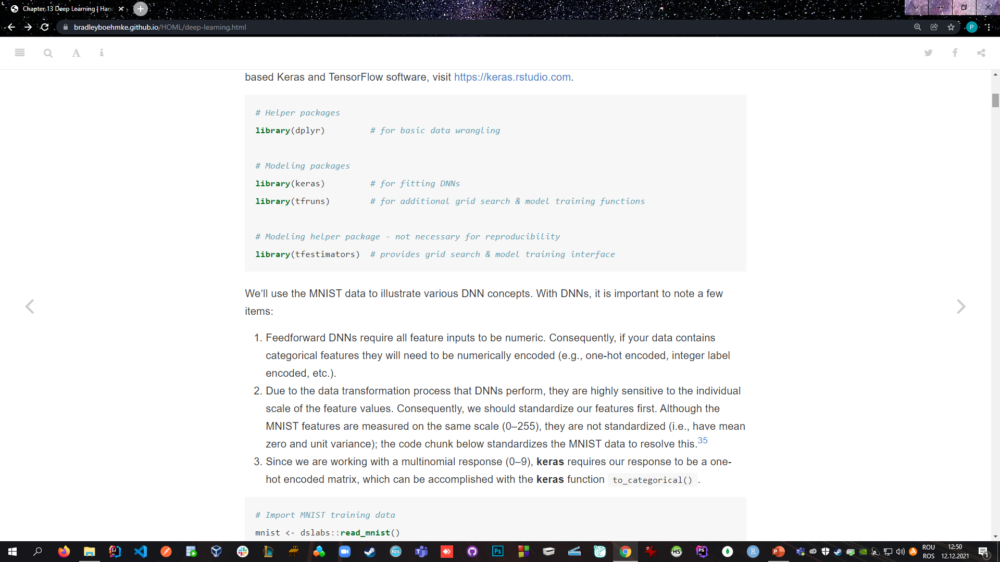 Chapter 13 Deep Learning | Han
bradleyboehmke.github.io/HOML/deep-learning.html
P
A
i
based Keras and TensorFlow software, visit https://keras.rstudio.com.
# Helper packages
library(dplyr) # for basic data wrangling
# Modeling packages
library(keras) # for fitting DNNs
library(tfruns) # for additional grid search & model training functions
# Modeling helper package - not necessary for reproducibility
library(tfestimators) # provides grid search & model training interface
We’ll use the MNIST data to illustrate various DNN concepts. With DNNs, it is important to note a few
items:
1. Feedforward DNNs require all feature inputs to be numeric. Consequently, if your data contains
categorical features they will need to be numerically encoded (e.g., one-hot encoded, integer label
encoded, etc.).
2. Due to the data transformation process that DNNs perform, they are highly sensitive to the individual
scale of the feature values. Consequently, we should standardize our features first. Although the
MNIST features are measured on the same scale (0–255), they are not standardized (i.e., have mean
zero and unit variance); the code chunk below standardizes the MNIST data to resolve this.35
3. Since we are working with a multinomial response (0–9), keras requires our response to be a one-
hot encoded matrix, which can be accomplished with the keras function to_categorical() .
# Import MNIST training data
mnist <- dslabs::read_mnist()
Ps
HS
PS
R
P
ROU
ROS
12:50
12.12.2021
1